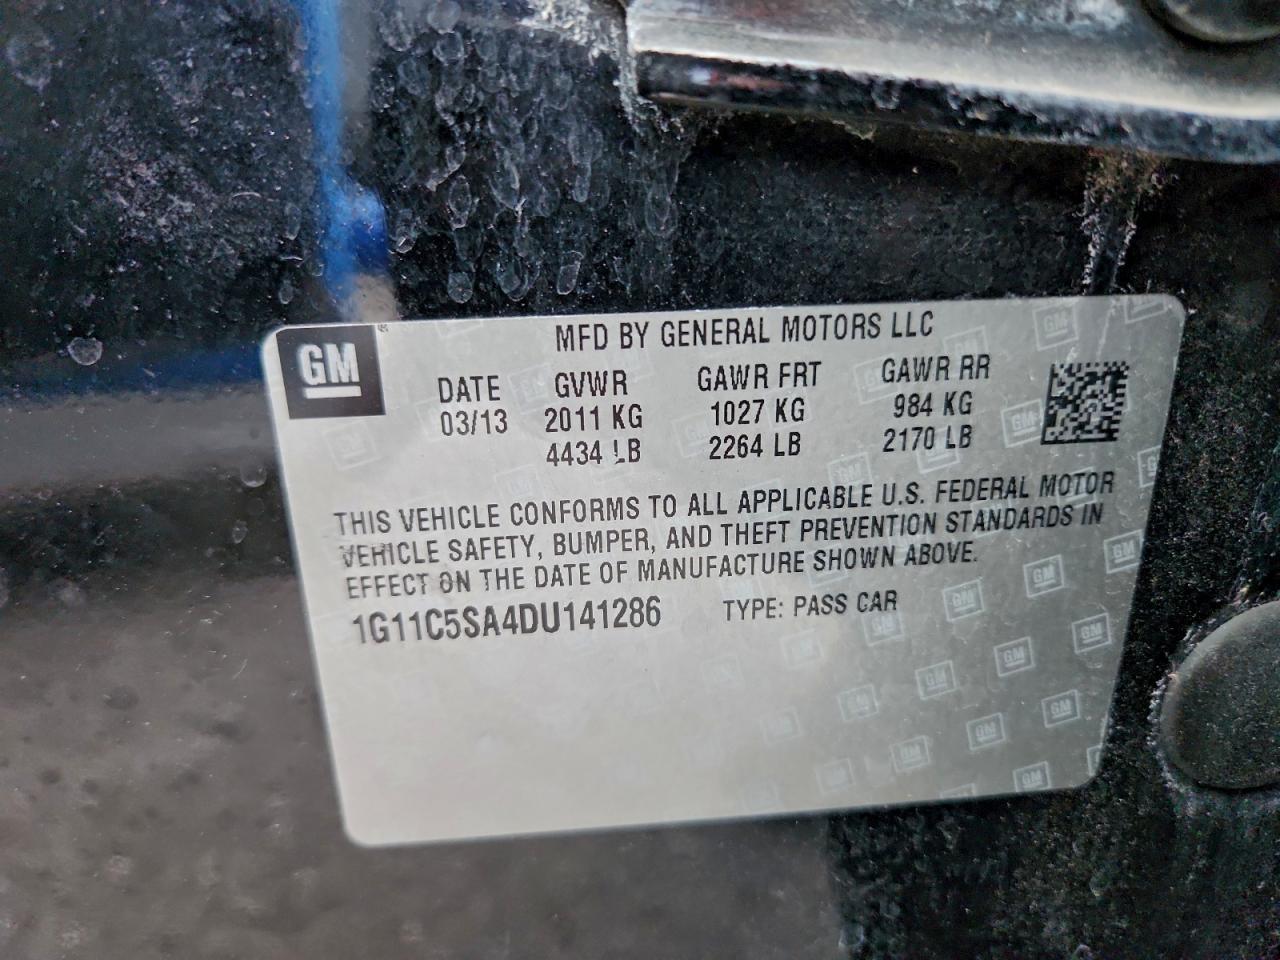 GM
MFD BY GENERAL MOTORS LLC
DATE GVWR GAWR FRT GAWR RR
03/13 2011 KG 1027 KG 984 KG
4434 LB 2264 LB 2170 LB
THIS VEHICLE CONFORMS TO ALL APPLICABLE U.S. FEDERAL MOTOR
VEHICLE SAFETY, BUMPER, AND THEFT PREVENTION STANDARDS IN
EFFECT ON THE DATE OF MANUFACTURE SHOWN ABOVE.
1G11C5SA4DU141286 TYPE: PASS CAR